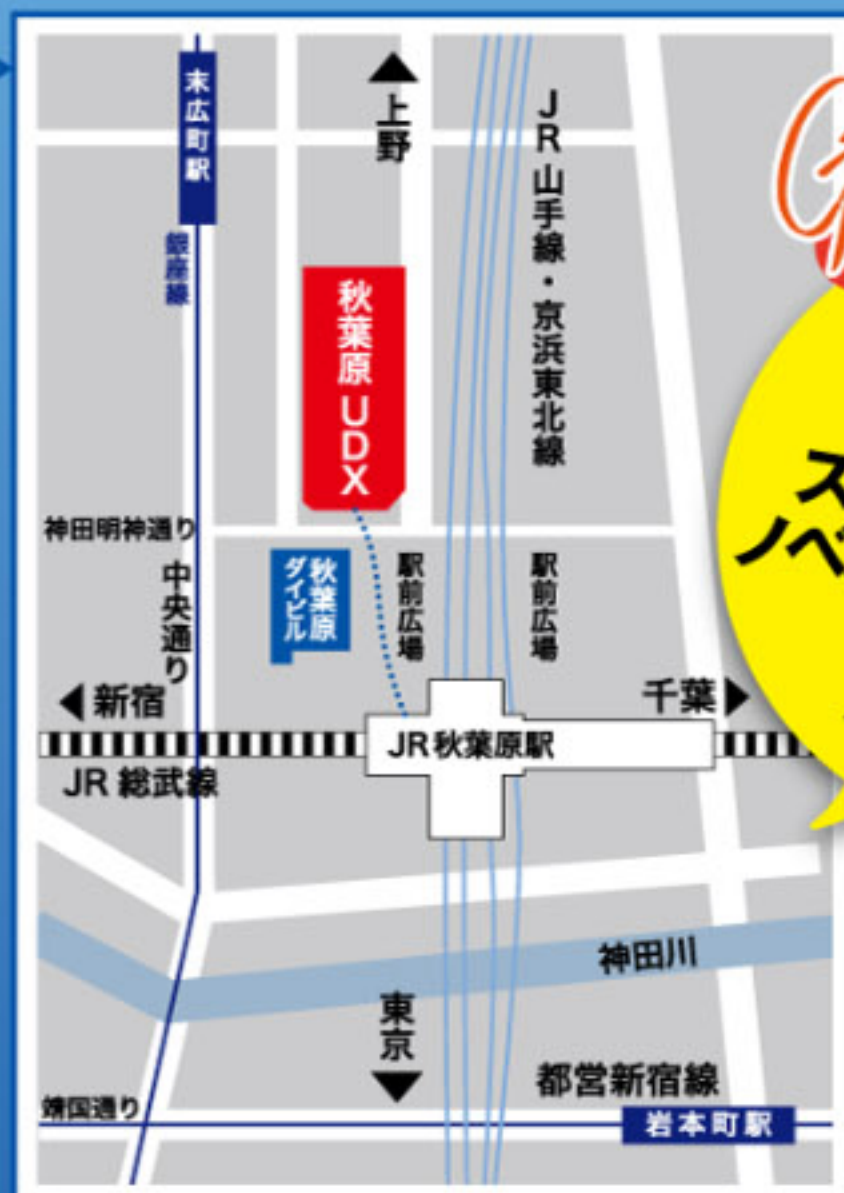 末広町駅
銀座線
上野
JR山手線・京浜東北線
秋葉原UDX
神田明神通り
中央通り
秋葉原
ダイビル
駅前広場
駅前広場
新宿
千葉
JR秋葉原駅
JR 総武線
神田川
東京
都営新宿線
靖国通り
岩本町駅